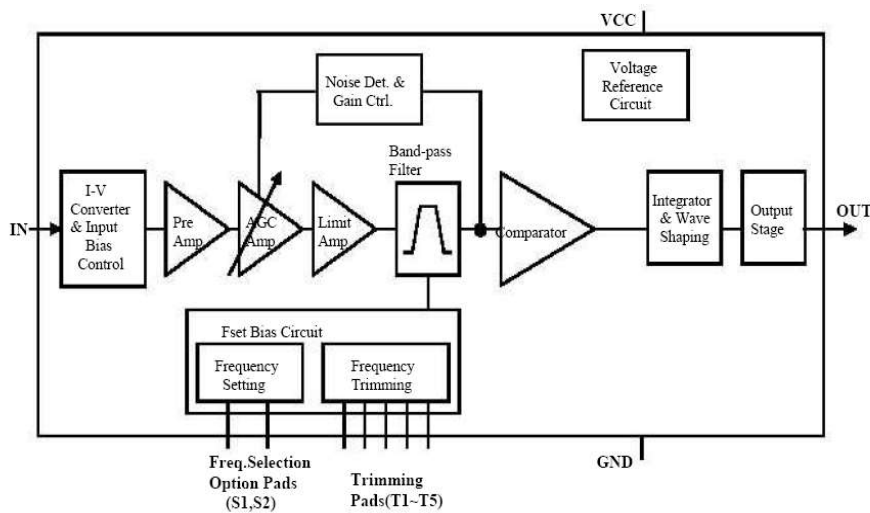 VCC
Voltage
Reference
Circuit
Noise Det. &
Gain Ctrl.
Band-pass
Filter
IN
I-V
Converter
& Input
Bias
Control
Pre
Amp
AGC
Amp
Limit
Amp
Comparator
Integrator
& Wave
Shaping
Output
Stage
OUT
Fset Bias Circuit
Frequency
Setting
Frequency
Trimming
Freq.Selection
Option Pads
(S1,S2)
Trimming
Pads(T1~T5)
GND